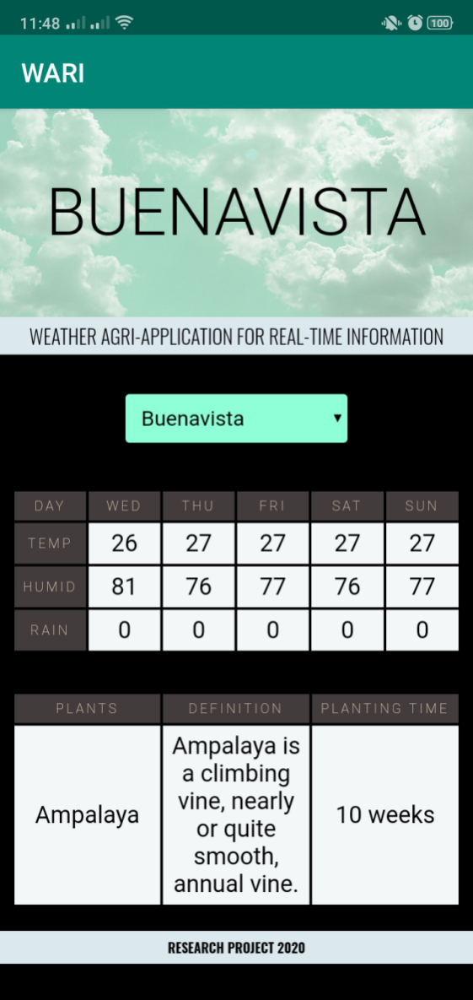 11:48 100
WARI
BUENAVISTA
WEATHER AGRI-APPLICATION FOR REAL-TIME INFORMATION
Buenavista
DAY WED THU FRI SAT SUN
TEMP 26 27 27 27 27
HUMID 81 76 77 76 77
RAIN 0 0 0 0 0
PLANTS DEFINITION PLANTING TIME
Ampalaya
Ampalaya is
a climbing
vine, nearly
or quite
smooth,
annual vine.
10 weeks
RESEARCH PROJECT 2020